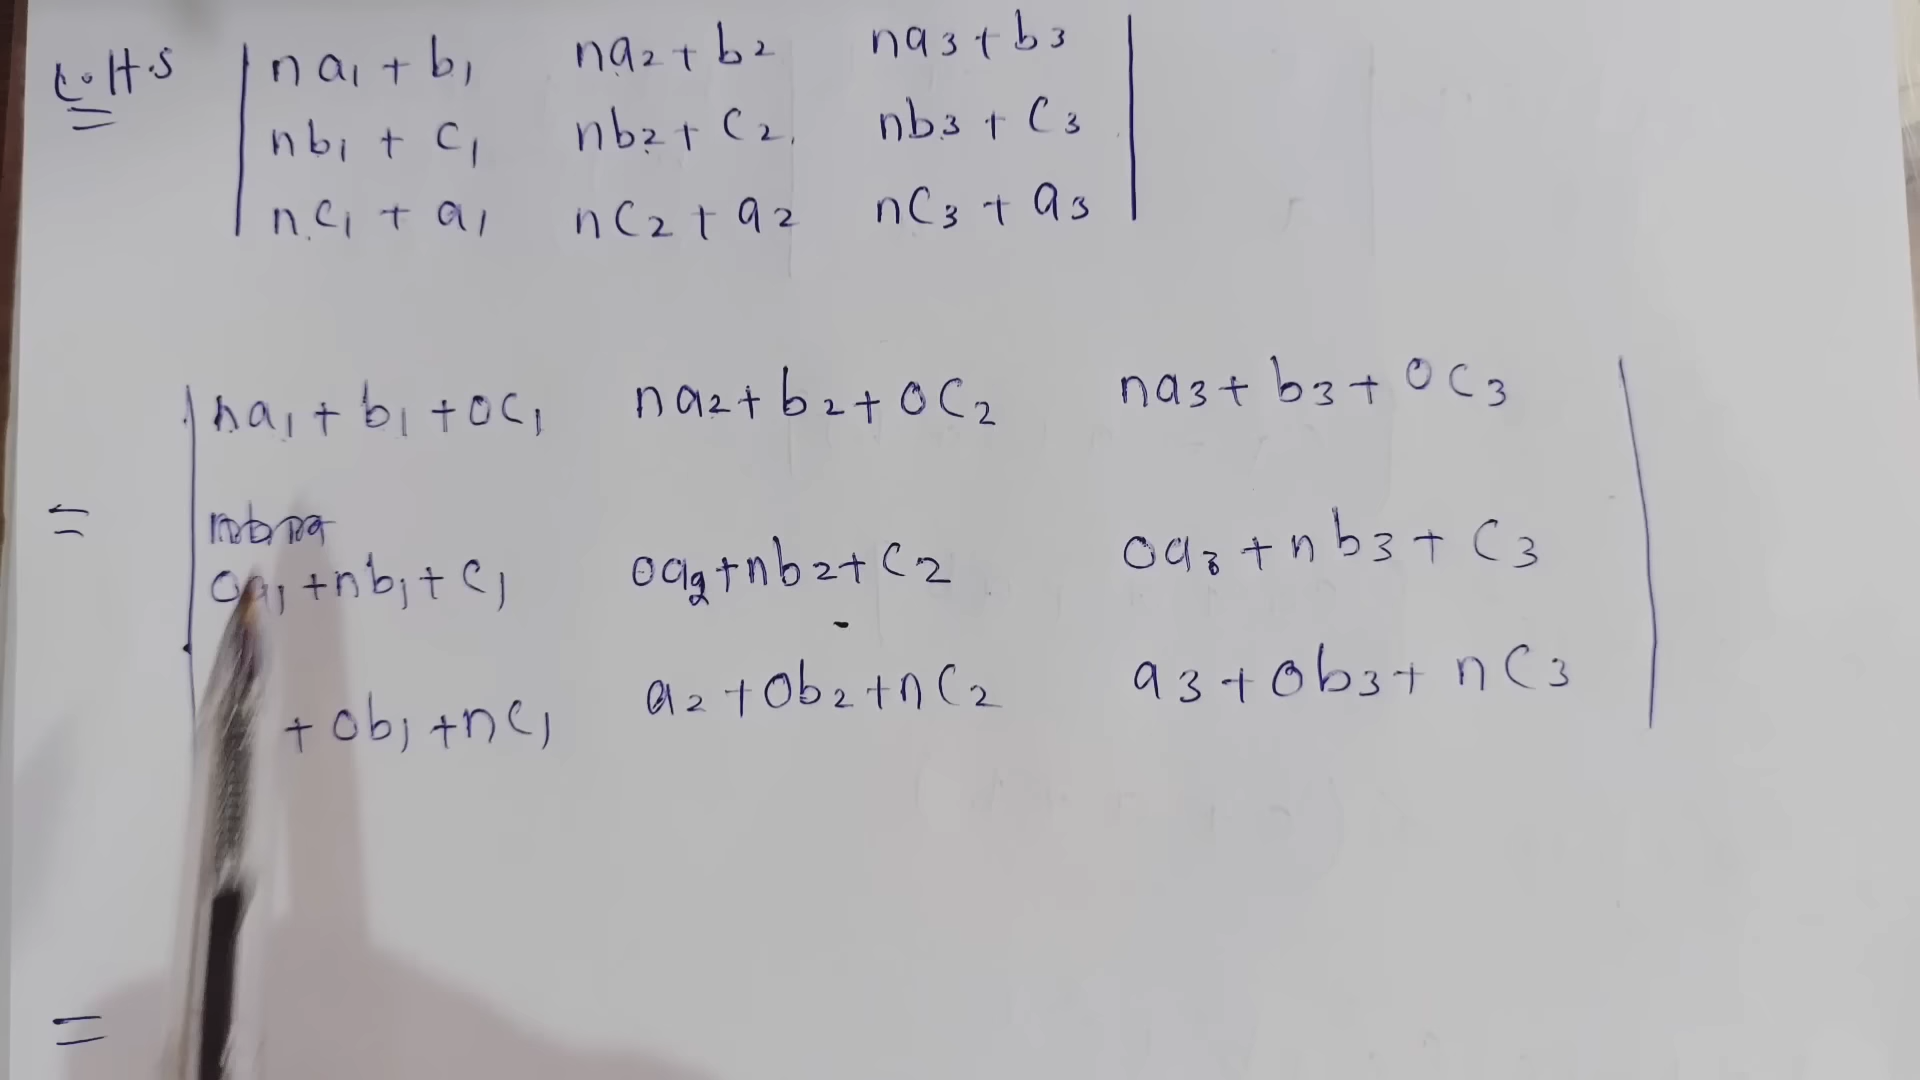 L.H.S | na₁ + b₁ na₂ + b₂ na₃ + b₃ |
| nb₁ + c₁ nb₂ + c₂ nb₃ + c₃ |
| nc₁ + a₁ nc₂ + a₂ nc₃ + a₃ |
| na₁ + b₁ + 0c₁ na₂ + b₂ + 0c₂ na₃ + b₃ + 0c₃ |
= | 0a₁ + nb₁ + c₁ 0a₂ + nb₂ + c₂ 0a₃ + nb₃ + c₃ |
| + 0b₁ + nc₁ a₂ + 0b₂ + nc₂ a₃ + 0b₃ + nc₃ |
=